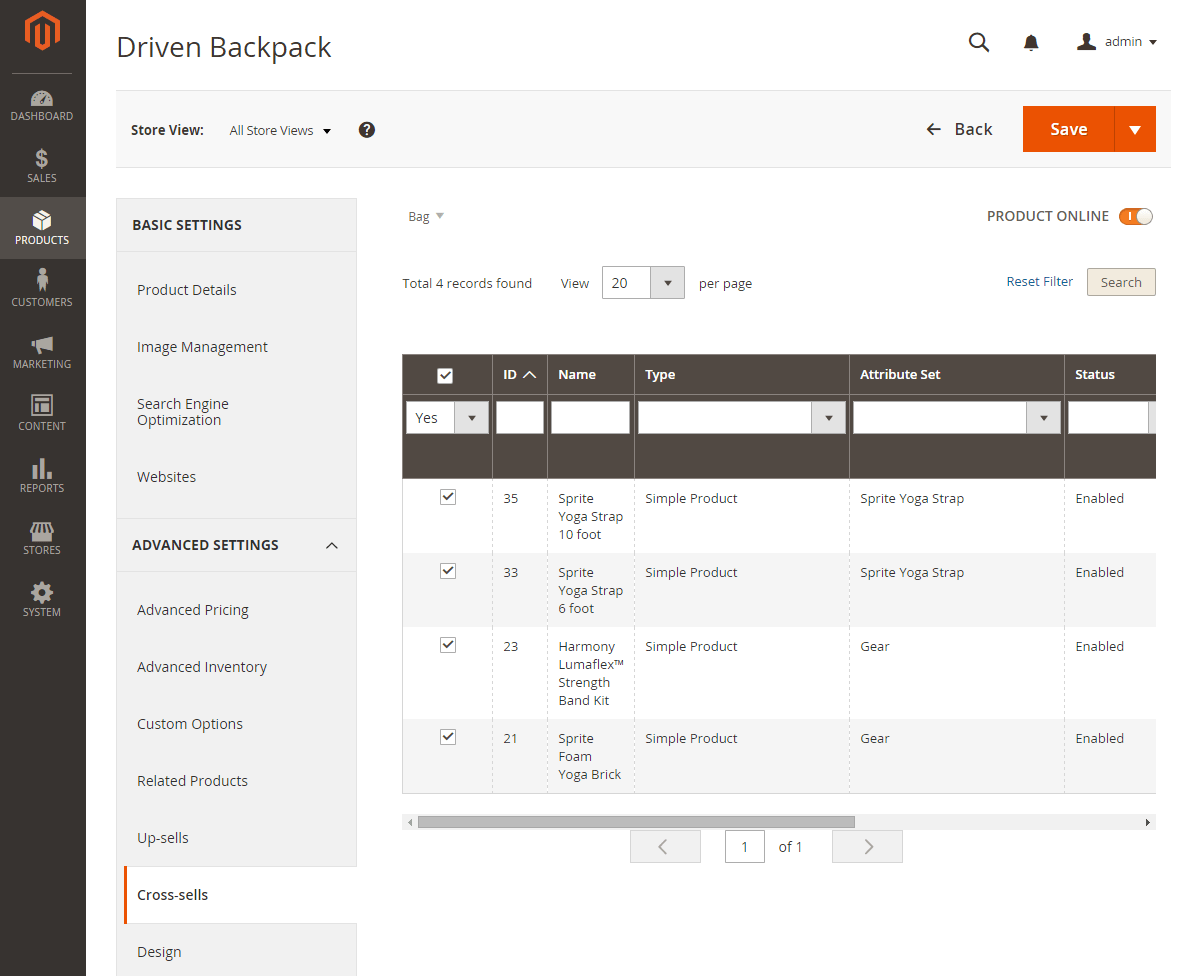 Driven Backpack
admin
Store View: All Store Views ?
Back
Save
DASHBOARD
$
SALES
PRODUCTS
CUSTOMERS
MARKETING
CONTENT
REPORTS
STORES
SYSTEM
BASIC SETTINGS
Product Details
Image Management
Search Engine
Optimization
Websites
ADVANCED SETTINGS
Advanced Pricing
Advanced Inventory
Custom Options
Related Products
Up-sells
Cross-sells
Design
Bag
PRODUCT ONLINE
Total 4 records found View 20 per page
Reset Filter Search
ID Name Type Attribute Set Status
Yes
35 Sprite Simple Product Sprite Yoga Strap Enabled
Yoga Strap
10 foot
33 Sprite Simple Product Sprite Yoga Strap Enabled
Yoga Strap
6 foot
23 Harmony Simple Product Gear Enabled
Lumaflex™
Strength
Band Kit
21 Sprite Simple Product Gear Enabled
Foam
Yoga Brick
1 of 1